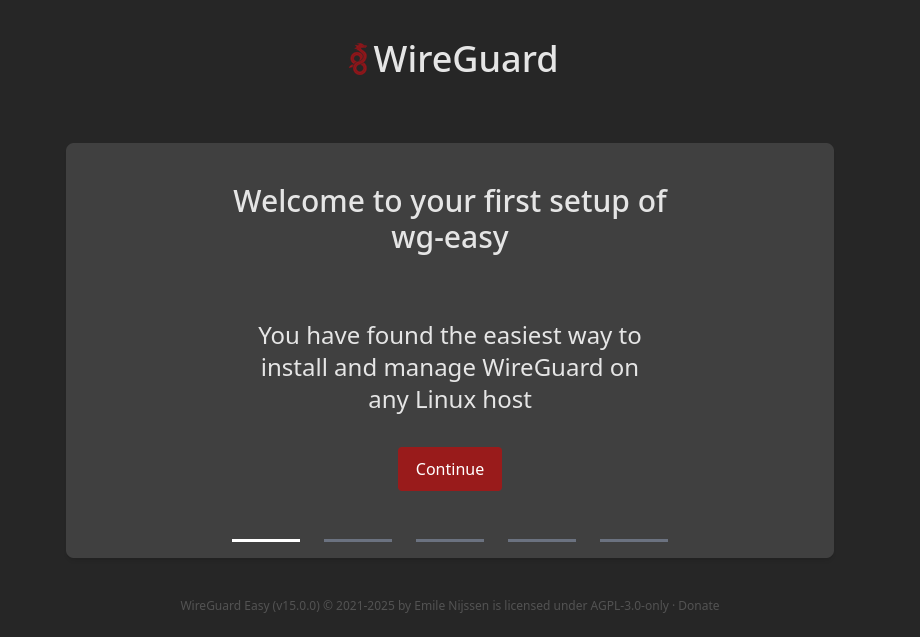 WireGuard
Welcome to your first setup of
wg-easy
You have found the easiest way to
install and manage WireGuard on
any Linux host
Continue
WireGuard Easy (v15.0.0) © 2021-2025 by Emile Nijssen is licensed under AGPL-3.0-only · Donate